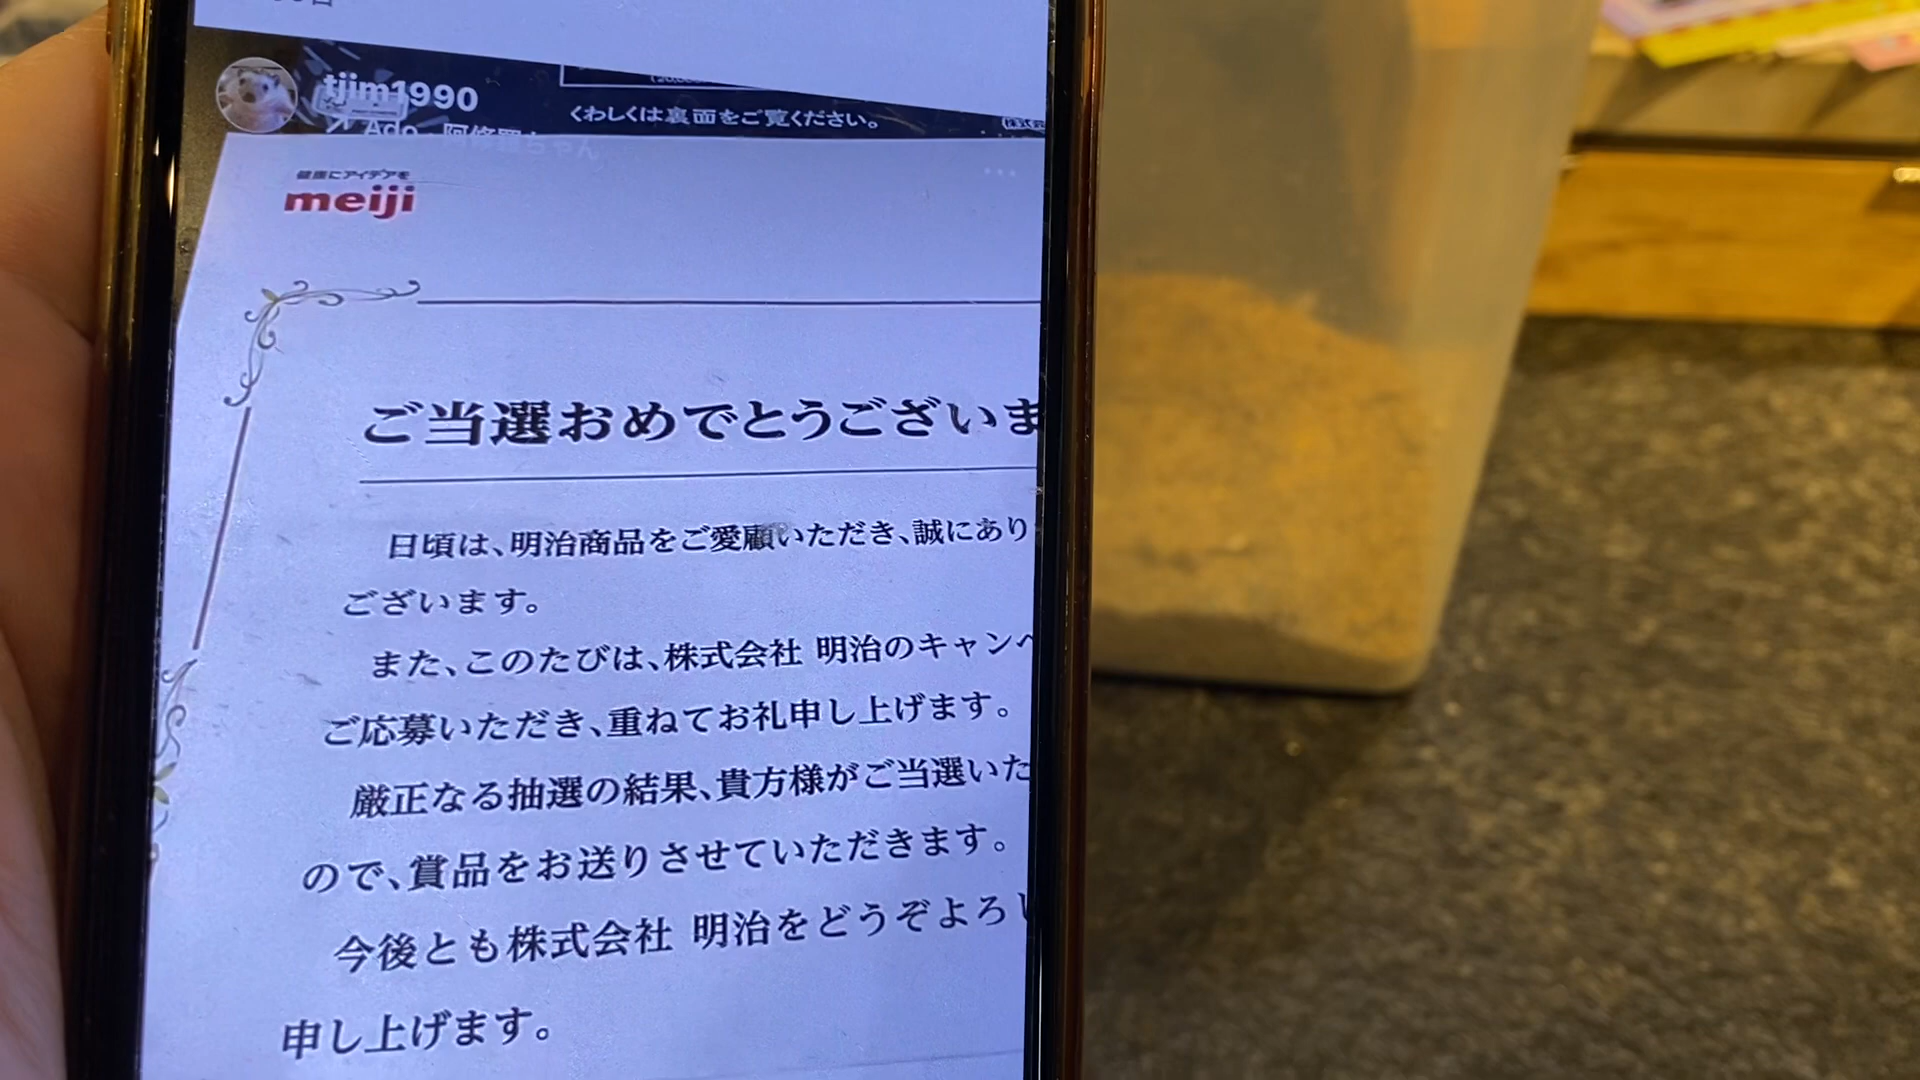 tjim1990
Ado 阿修羅ちゃん
くわしくは裏面をご覧ください。
健康にアイデアを
meiji
ご当選おめでとうございま
日頃は、明治商品をご愛顧いただき、誠にあり
ございます。
また、このたびは、株式会社 明治のキャンペ
ご応募いただき、重ねてお礼申し上げます。
厳正なる抽選の結果、貴方様がご当選いた
ので、賞品をお送りさせていただきます。
今後とも株式会社 明治をどうぞよろし
申し上げます。